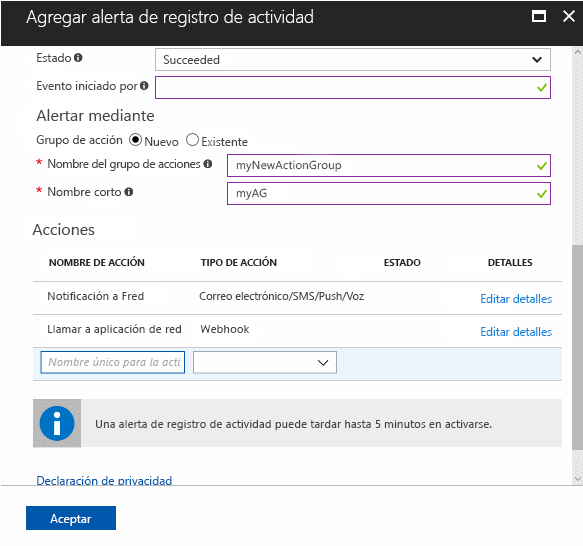 Agregar alerta de registro de actividad
Estado
Succeeded
Evento iniciado por
Alertar mediante
Grupo de acción Nuevo Existente
* Nombre del grupo de acciones myNewActionGroup
* Nombre corto myAG
Acciones
NOMBRE DE ACCIÓN TIPO DE ACCIÓN ESTADO DETALLES
Notificación a Fred Correo electrónico/SMS/Push/Voz Editar detalles
Llamar a aplicación de red Webhook Editar detalles
Nombre único para la acti
Una alerta de registro de actividad puede tardar hasta 5 minutos en activarse.
Declaración de privacidad
Aceptar